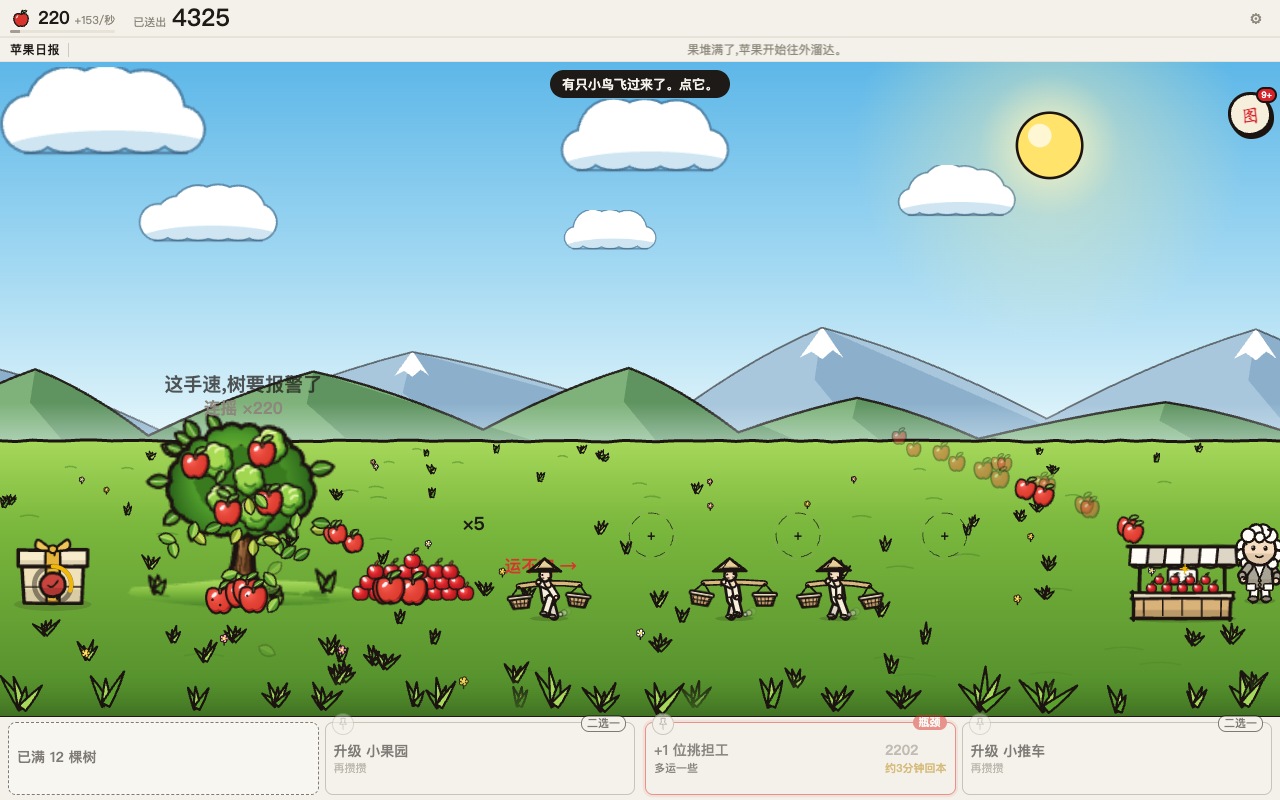 220 +153/秒 已送出 4325
苹果日报 果堆满了,苹果开始往外溜达。
有只小鸟飞过来了。点它。
图 9+
这手速,树要报警了
连摇 ×220
×5
运不 →
已满 12 棵树
二选一
升级 小果园
再攒攒
瓶颈
+1 位挑担工 2202
多运一些 约3分钟回本
二选一
升级 小推车
再攒攒